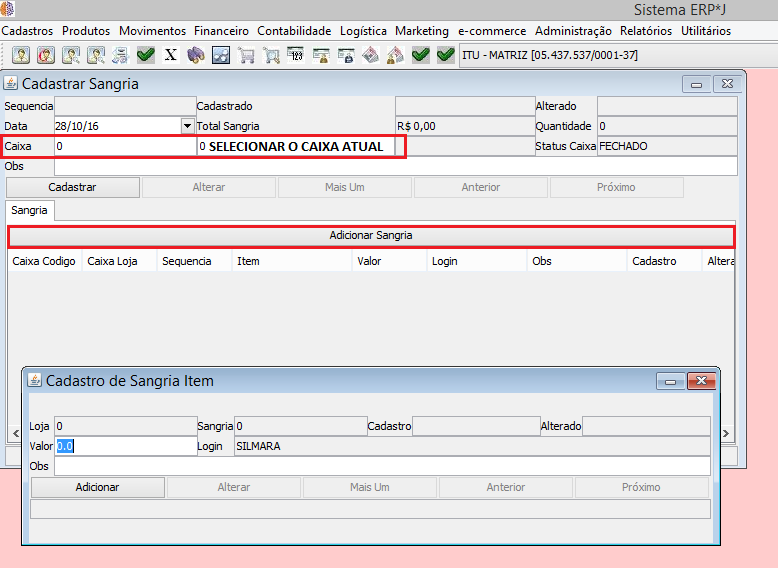 Sistema ERP*J
Cadastros Produtos Movimentos Financeiro Contabilidade Logística Marketing e-commerce Administração Relatórios Utilitários
X 123 ITU - MATRIZ [05.437.537/0001-37]
Cadastrar Sangria
Sequencia Cadastrado Alterado
Data 28/10/16 Total Sangria R$ 0,00 Quantidade 0
Caixa 0 0 SELECIONAR O CAIXA ATUAL Status Caixa FECHADO
Obs
Cadastrar Alterar Mais Um Anterior Próximo
Sangria
Adicionar Sangria
Caixa Codigo Caixa Loja Sequencia Item Valor Login Obs Cadastro Altera
Cadastro de Sangria Item
Loja 0 Sangria 0 Cadastro Alterado
Valor 0.0 Login SILMARA
Obs
Adicionar Alterar Mais Um Anterior Próximo